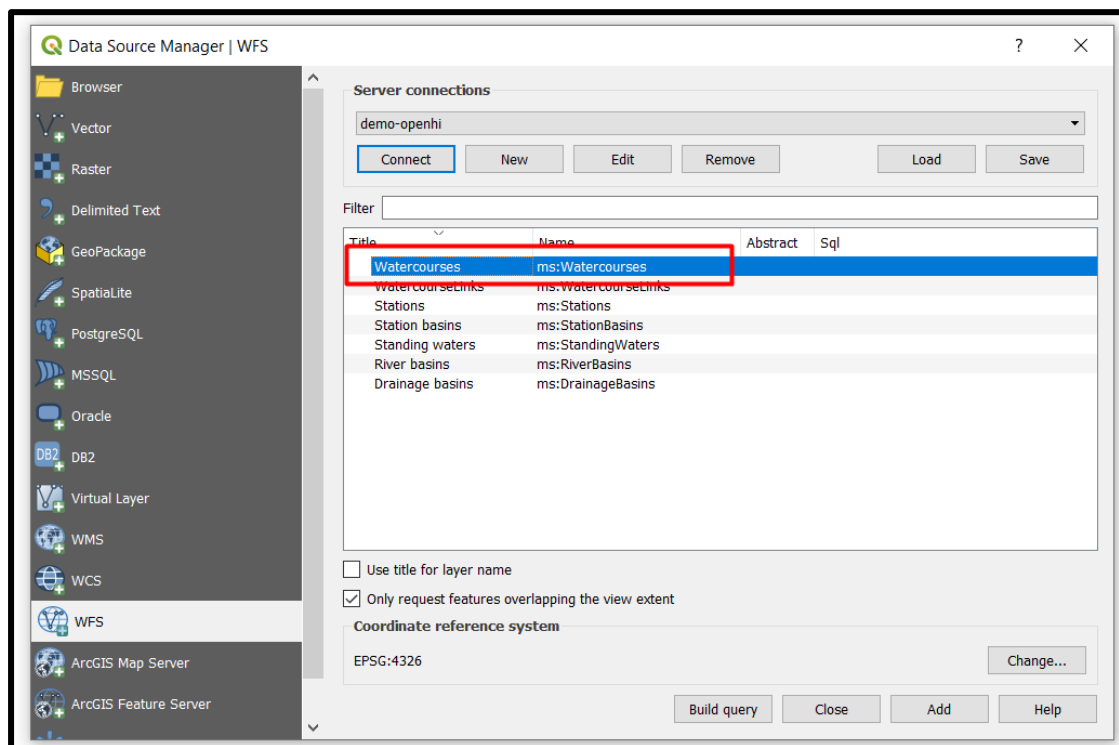 Data Source Manager | WFS
?
Browser
Vector
Raster
Delimited Text
GeoPackage
SpatiaLite
PostgreSQL
MSSQL
Oracle
DB2
DB2
Virtual Layer
WMS
WCS
WFS
ArcGIS Map Server
ArcGIS Feature Server
Server connections
demo-openhi
Connect New Edit Remove Load Save
Filter
Title Name Abstract Sql
Watercourses ms:Watercourses
WatercourseLinks ms:WatercourseLinks
Stations ms:Stations
Station basins ms:StationBasins
Standing waters ms:StandingWaters
River basins ms:RiverBasins
Drainage basins ms:DrainageBasins
Use title for layer name
Only request features overlapping the view extent
Coordinate reference system
EPSG:4326 Change...
Build query Close Add Help